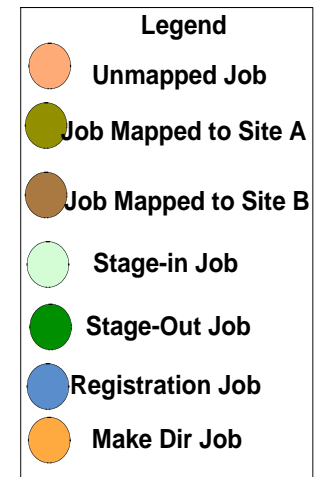 Legend
Unmapped Job
Job Mapped to Site A
Job Mapped to Site B
Stage-in Job
Stage-Out Job
Registration Job
Make Dir Job